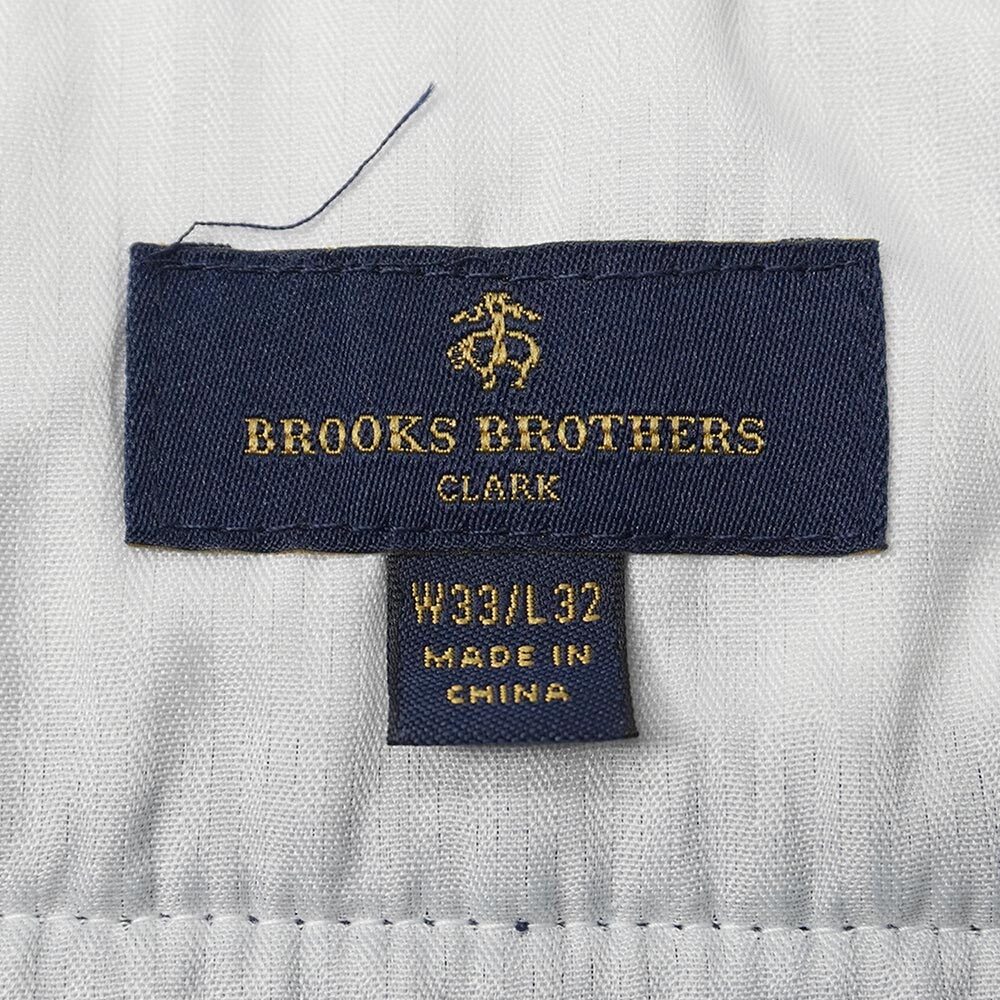 BROOKS BROTHERS
CLARK
W33/L32
MADE IN
CHINA